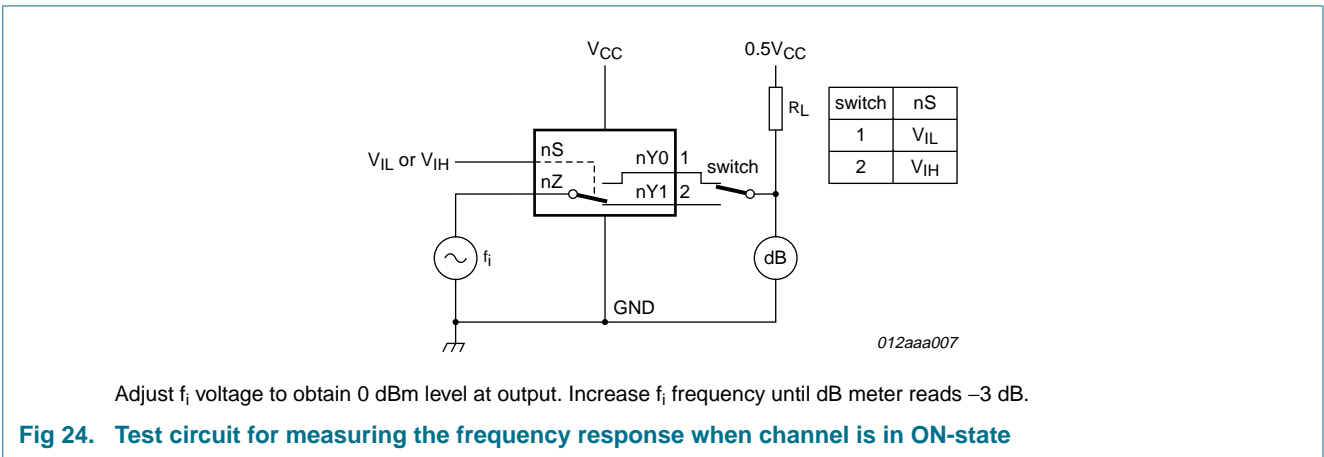 VCC
0.5VCC
RL
switch nS
1 VIL
2 VIH
VIL or VIH
nS
nZ
nY0 1
nY1 2
switch
fi
dB
GND
012aaa007
Adjust fi voltage to obtain 0 dBm level at output. Increase fi frequency until dB meter reads −3 dB.
Fig 24. Test circuit for measuring the frequency response when channel is in ON-state